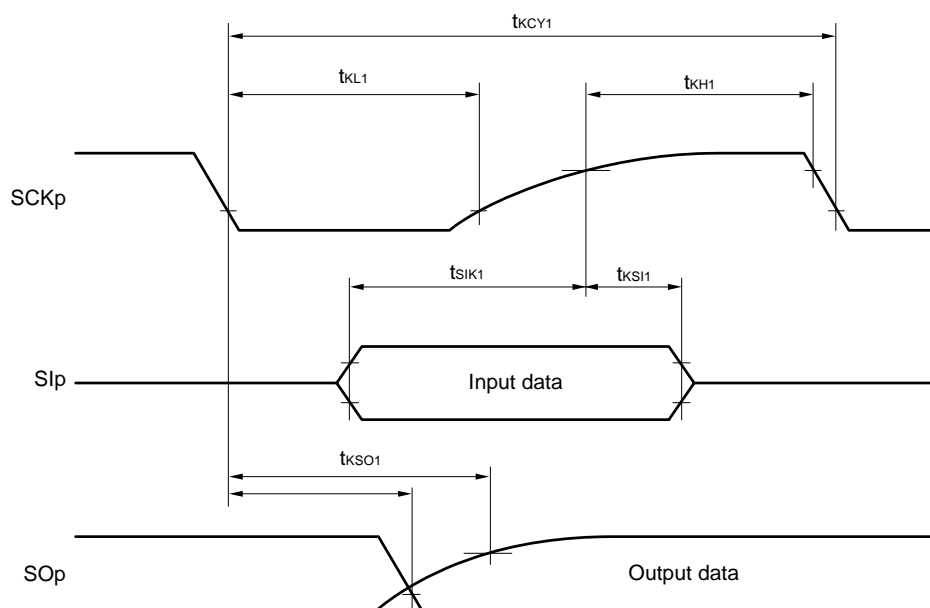 tKCY1
tKL1
tKH1
SCKp
tSIK1
tKSI1
SIp
Input data
tKSO1
SOp
Output data